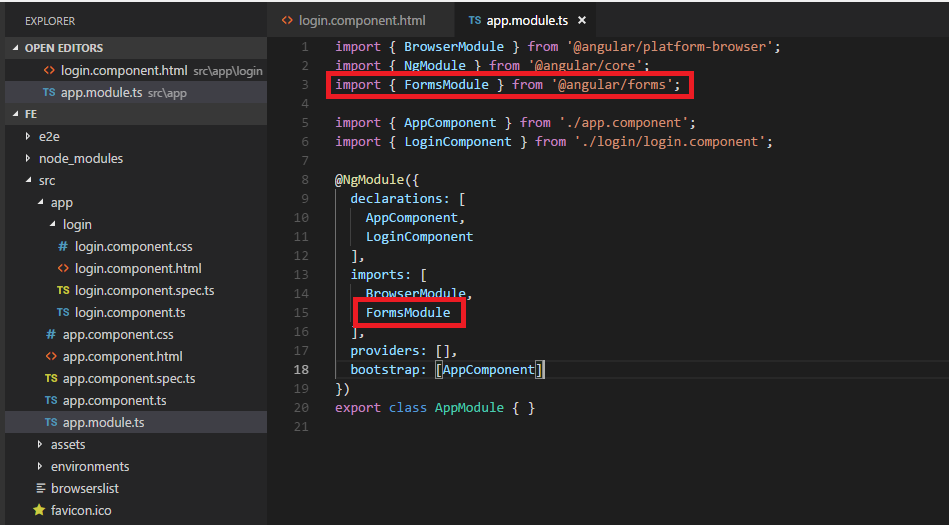 EXPLORER
OPEN EDITORS
login.component.html src\app\login
TS app.module.ts src\app
FE
e2e
node_modules
src
app
login
# login.component.css
<> login.component.html
TS login.component.spec.ts
TS login.component.ts
# app.component.css
<> app.component.html
TS app.component.spec.ts
TS app.component.ts
TS app.module.ts
assets
environments
browserslist
favicon.ico
<> login.component.html
TS app.module.ts ×
1 import { BrowserModule } from '@angular/platform-browser';
2 import { NgModule } from '@angular/core';
3 import { FormsModule } from '@angular/forms';
4
5 import { AppComponent } from './app.component';
6 import { LoginComponent } from './login/login.component';
7
8 @NgModule({
9 declarations: [
10 AppComponent,
11 LoginComponent
12 ],
13 imports: [
14 BrowserModule,
15 FormsModule
16 ],
17 providers: [],
18 bootstrap: [AppComponent]
19 })
20 export class AppModule { }
21